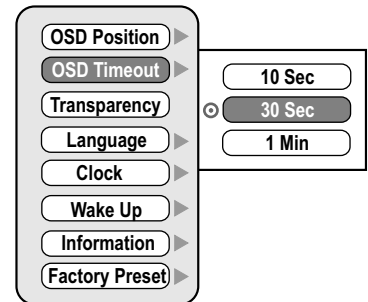 OSD Position
OSD Timeout
Transparency
Language
Clock
Wake Up
Information
Factory Preset
10 Sec
30 Sec
1 Min